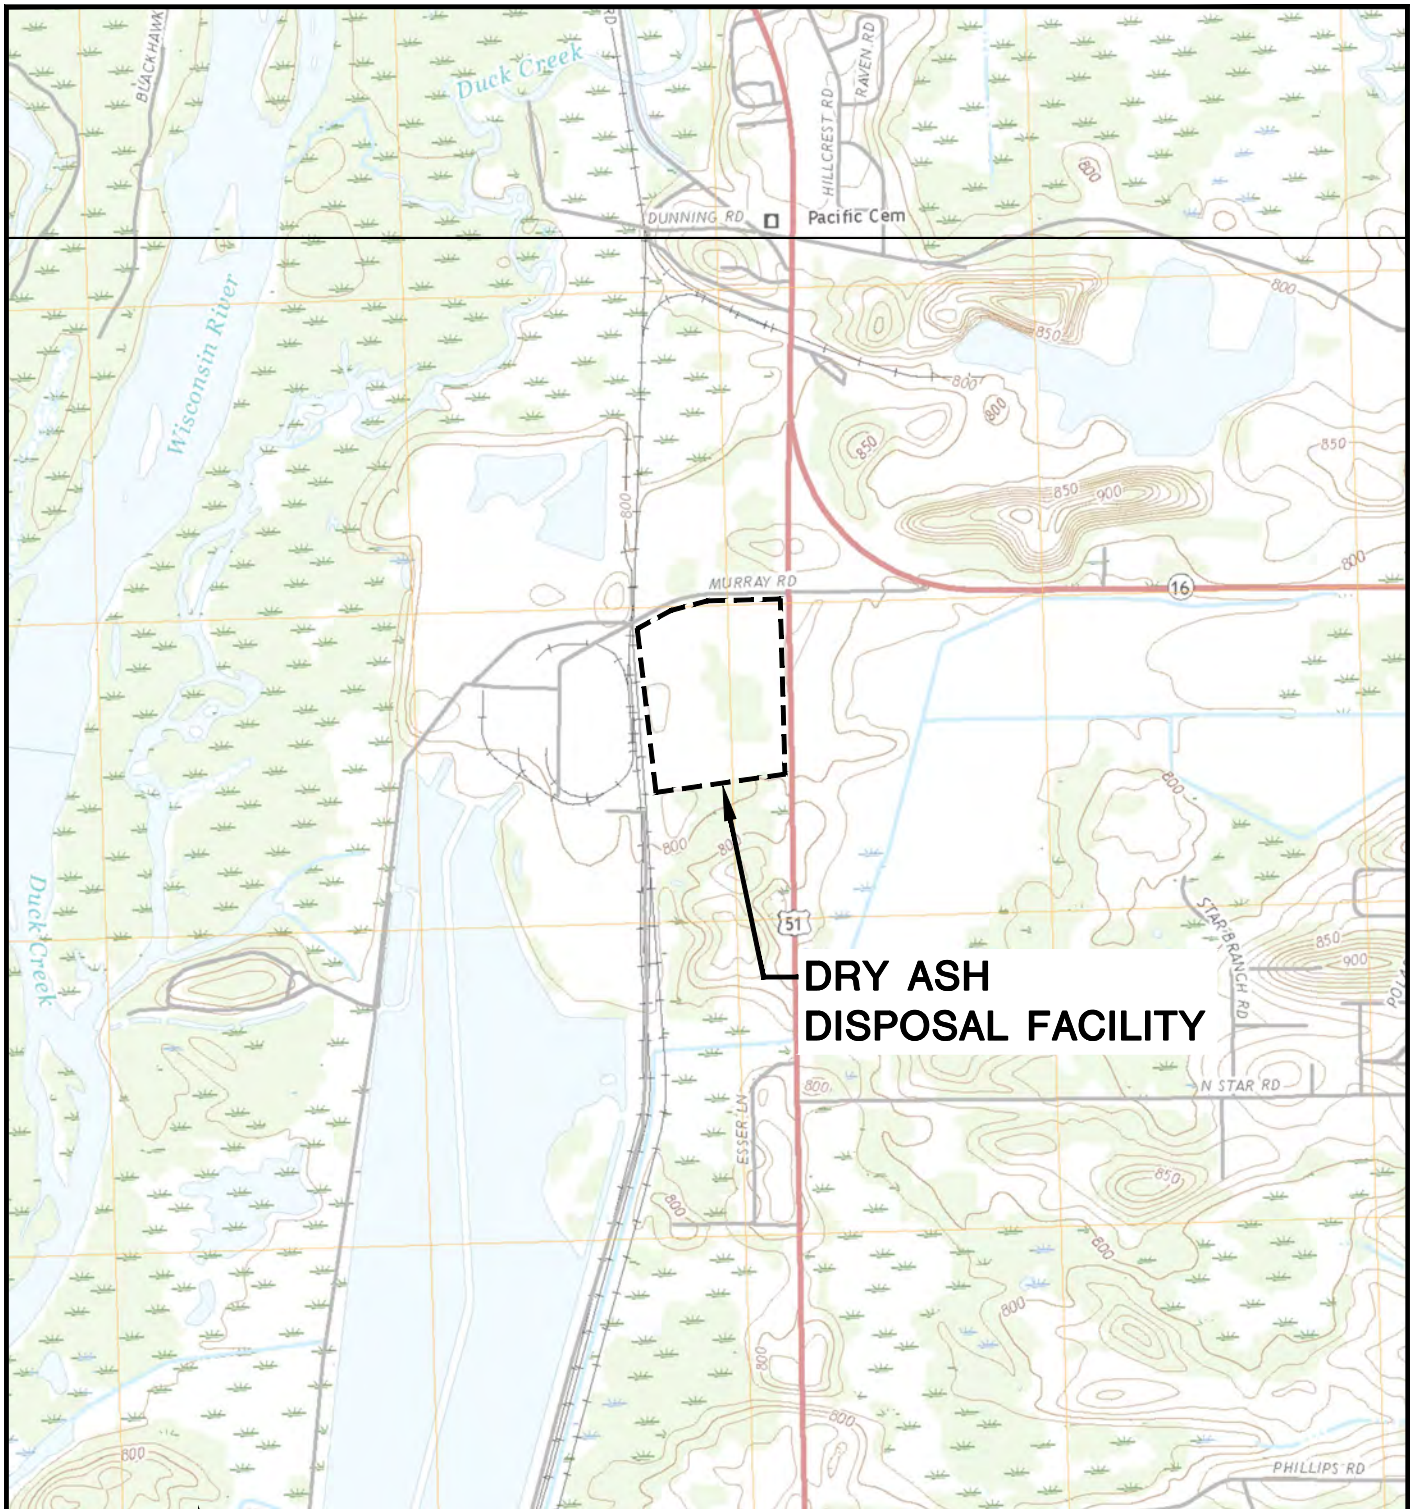 BLACKHAWK
RD
Duck Creek
HILLCREST RD
RAVEN RD
800
DUNNING RD
Pacific Cem
Wisconsin River
800
850
800
800
850
850
800
850
900
800
MURRAY RD
16
800
800
80
Duck Creek
51
STAR BRANCH RD
850
900
DRY ASH
DISPOSAL FACILITY
800
N STAR RD
ESSER LN
850
800
800
800
800
800
800
PHILLIPS RD